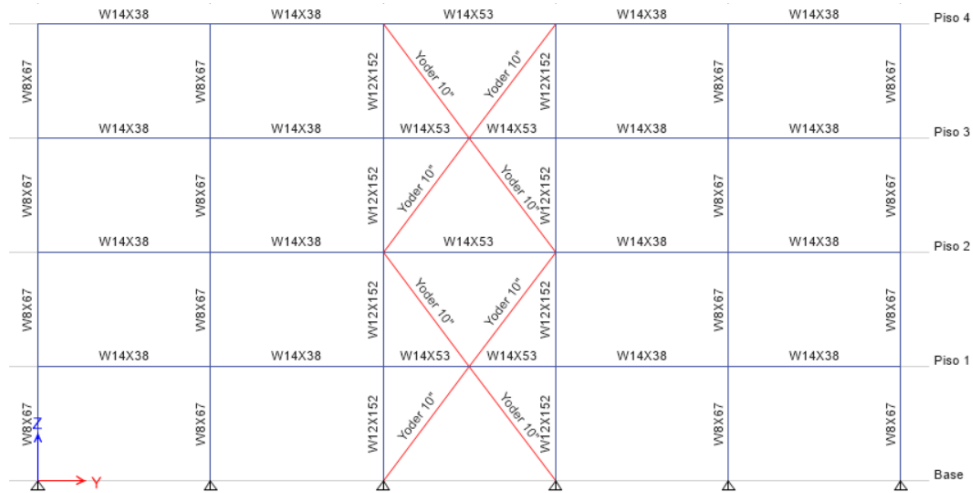 W14X38 W14X38 W14X53 W14X38 W14X38 Piso 4
W8X67 W8X67 Yoder 10" W12X152 Yoder 10" W12X152 W8X67 W8X67
W14X38 W14X38 W14X53 W14X53 W14X38 W14X38 Piso 3
W8X67 W8X67 Yoder 10" W12X152 Yoder 10" W12X152 W8X67 W8X67
W14X38 W14X38 W14X53 W14X38 W14X38 Piso 2
W8X67 W8X67 Yoder 10" W12X152 Yoder 10" W12X152 W8X67 W8X67
W14X38 W14X38 W14X53 W14X53 W14X38 W14X38 Piso 1
W8X67 W8X67 Yoder 10" W12X152 Yoder 10" W12X152 W8X67 W8X67
Z
Y
Base